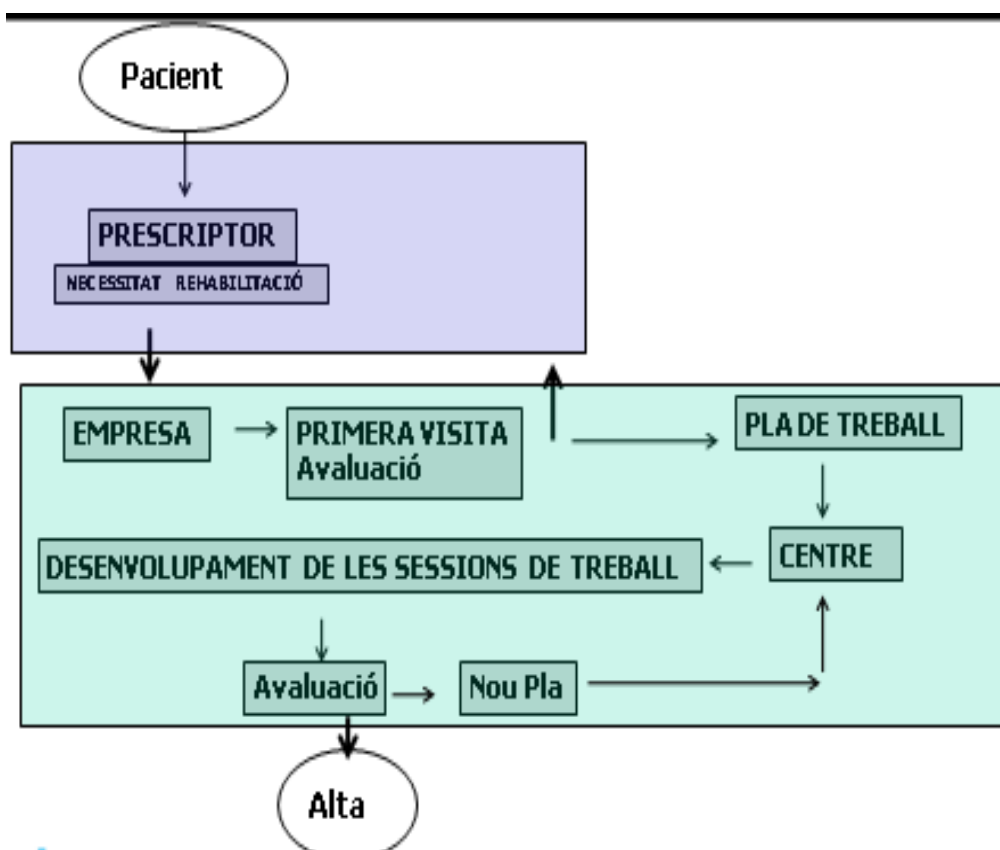 Pacient
PRESCRIPTOR
NECESSITAT REHABILITACIÓ
EMPRESA
PRIMERA VISITA
Avaluació
PLA DE TREBALL
CENTRE
DESENVOLUPAMENT DE LES SESSIONS DE TREBALL
Avaluació
Nou Pla
Alta